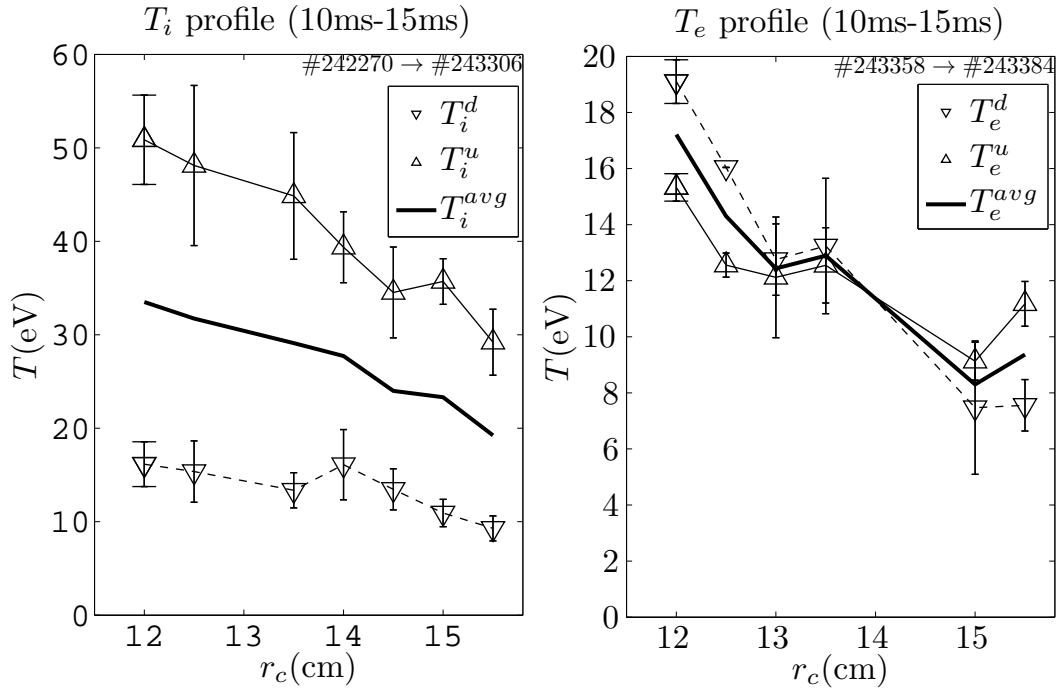 T_i profile (10ms-15ms)
#242270 → #243306
T_i^d
T_i^u
T_i^{avg}
T(eV)
60
50
40
30
20
10
0
12 13 14 15
r_c(cm)
T_e profile (10ms-15ms)
#243358 → #243384
T_e^d
T_e^u
T_e^{avg}
T(eV)
20
18
16
14
12
10
8
6
4
2
0
12 13 14 15
r_c(cm)